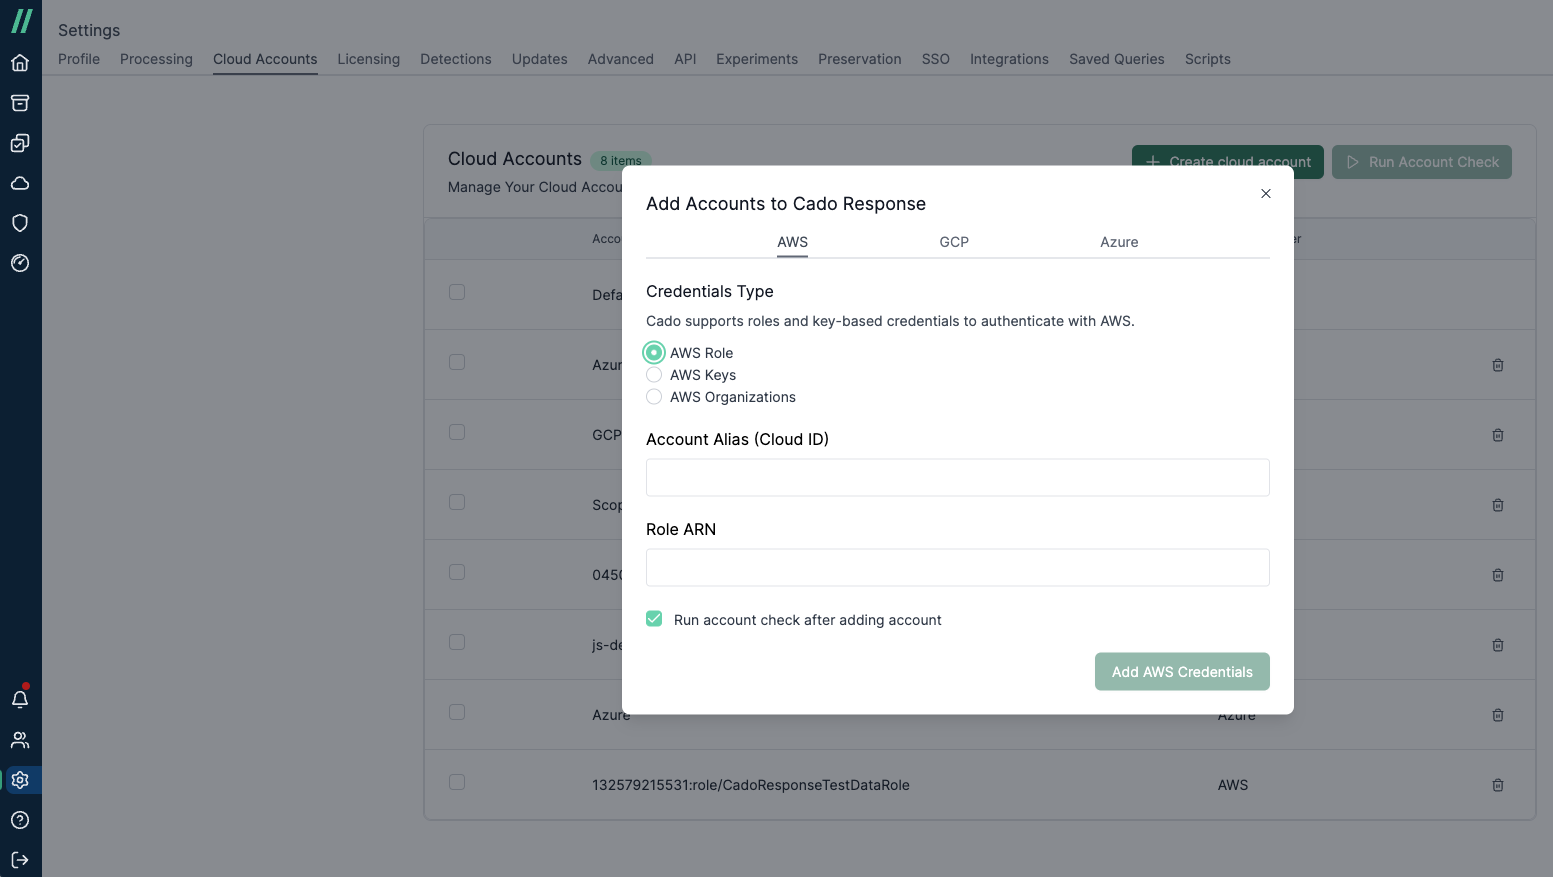 Settings
Profile Processing Cloud Accounts Licensing Detections Updates Advanced API Experiments Preservation SSO Integrations Saved Queries Scripts
Cloud Accounts 8 items
Create cloud account Run Account Check
Manage Your Cloud Accou
Add Accounts to Cado Response
AWS GCP Azure
Credentials Type
Cado supports roles and key-based credentials to authenticate with AWS.
AWS Role
AWS Keys
AWS Organizations
Account Alias (Cloud ID)
Role ARN
Run account check after adding account
Add AWS Credentials
Accou er
Defa
Azur
GCP
Scop
0450
js-de
Azure Azure
132579215531:role/CadoResponseTestDataRole AWS